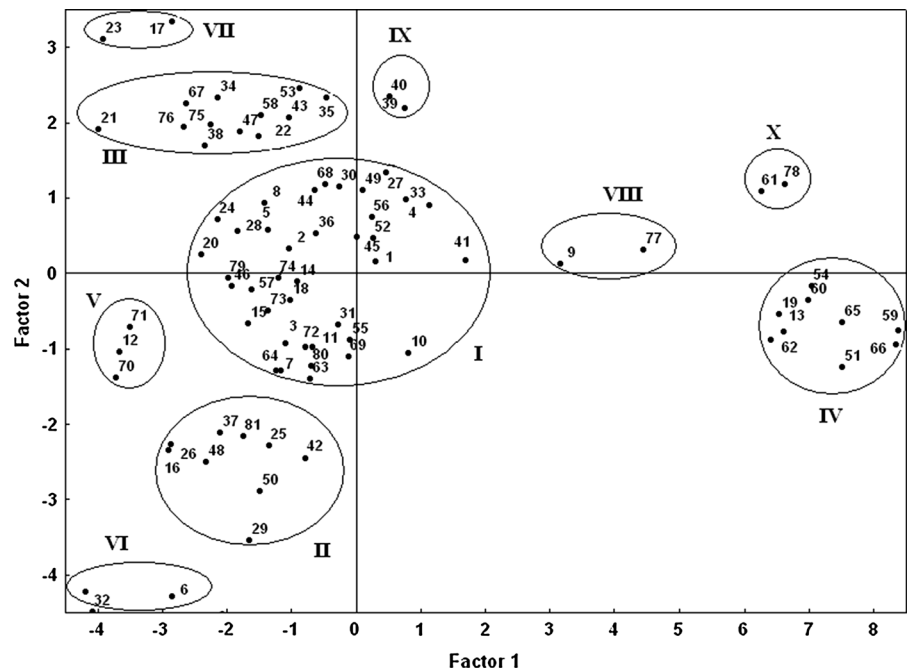 23 17 VII
IX
3
67 34 53 40
21 76 75 58 43 35 39
2
38 47 22
III
X
61 78
68 30 49 27 33
1
8 44 56 4
24 5 28 36 52 VIII
20 2 45 1 41 9 77
0
79 46 57 74 14 54
V
73 18 19 60
71 15 31 13 65 59
12 3 72 11 55 10 I
-1
70 64 7 80 69 62 51 66
63
IV
37 81 25
-2
16 26 48 42
50
-3
29 II
VI
-4
32 6
-4 -3 -2 -1 0 1 2 3 4 5 6 7 8
Factor 1
Factor 2